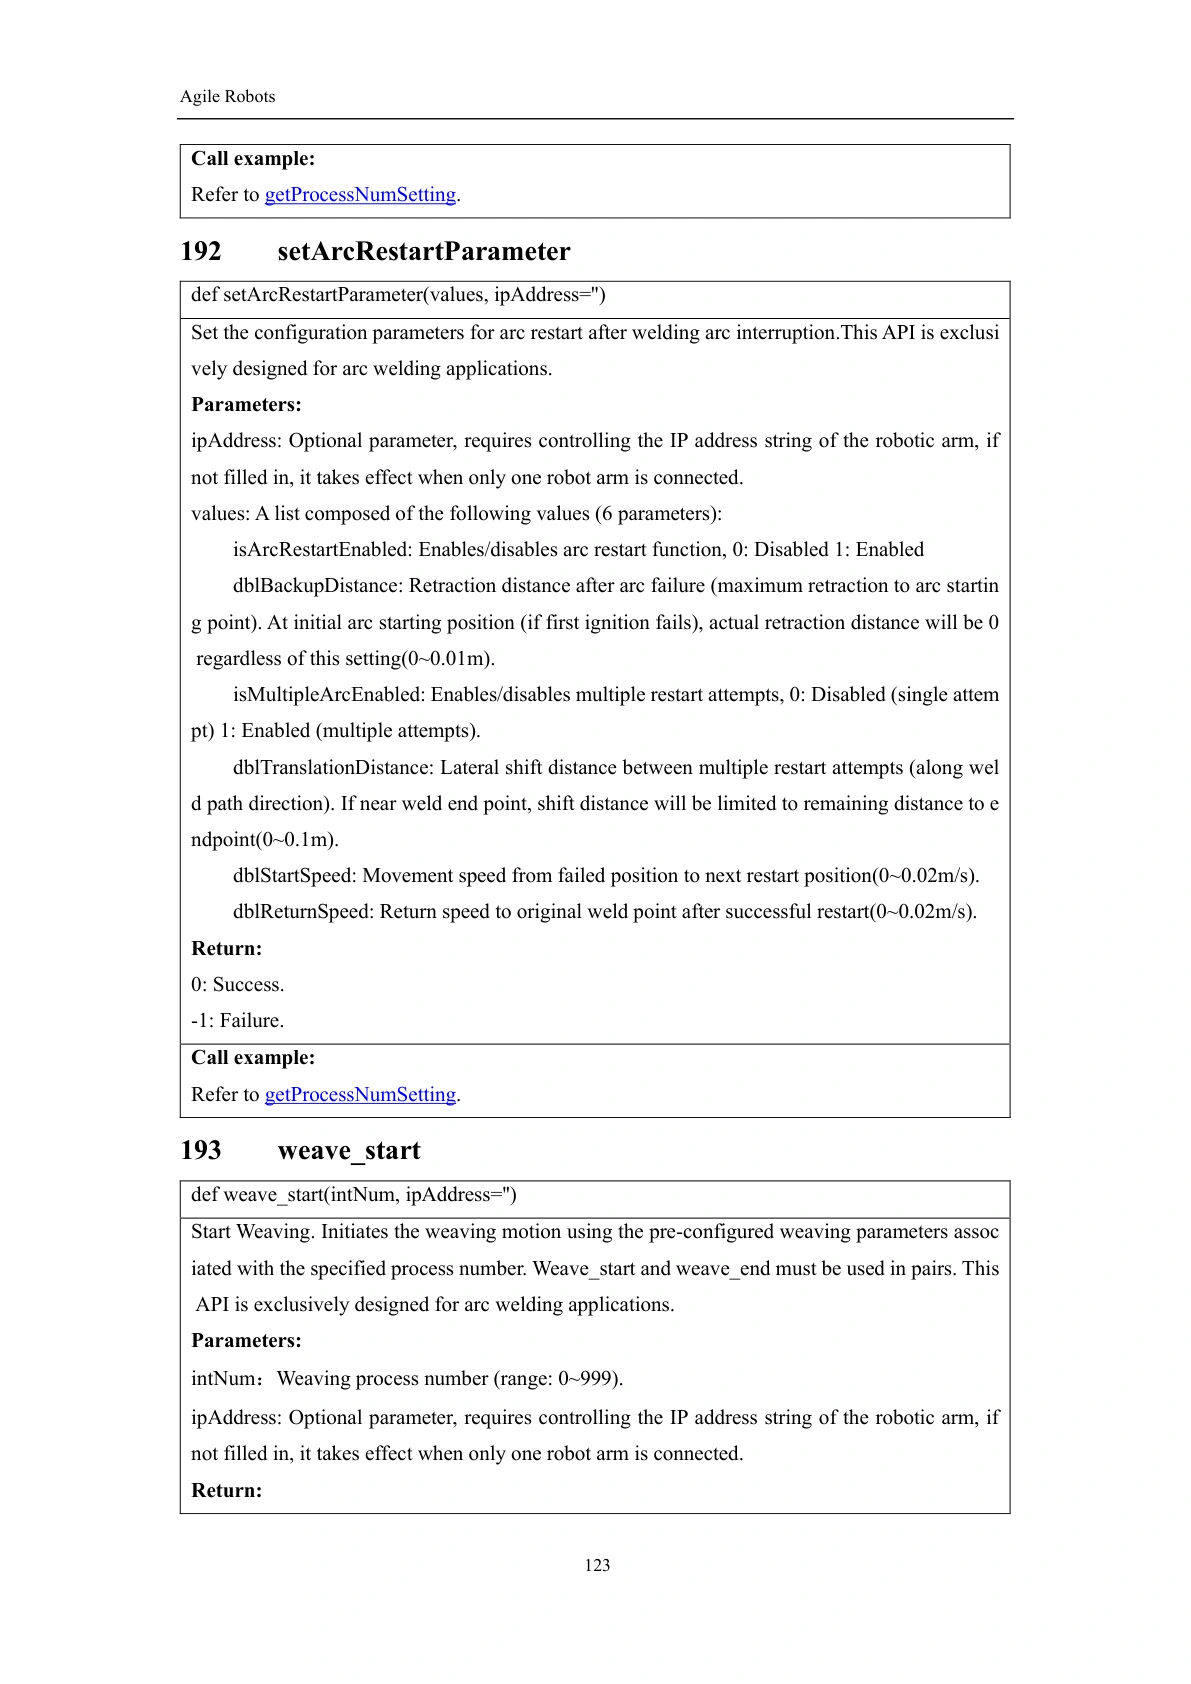 Agile Robots
Call example:
Refer to getProcessNumSetting.
192 setArcRestartParameter
def setArcRestartParameter(values, ipAddress='')
Set the configuration parameters for arc restart after welding arc interruption.This API is exclusi
vely designed for arc welding applications.
Parameters:
ipAddress: Optional parameter, requires controlling the IP address string of the robotic arm, if
not filled in, it takes effect when only one robot arm is connected.
values: A list composed of the following values (6 parameters):
isArcRestartEnabled: Enables/disables arc restart function, 0: Disabled 1: Enabled
dblBackupDistance: Retraction distance after arc failure (maximum retraction to arc startin
g point). At initial arc starting position (if first ignition fails), actual retraction distance will be 0
regardless of this setting(0~0.01m).
isMultipleArcEnabled: Enables/disables multiple restart attempts, 0: Disabled (single attem
pt) 1: Enabled (multiple attempts).
dblTranslationDistance: Lateral shift distance between multiple restart attempts (along wel
d path direction). If near weld end point, shift distance will be limited to remaining distance to e
ndpoint(0~0.1m).
dblStartSpeed: Movement speed from failed position to next restart position(0~0.02m/s).
dblReturnSpeed: Return speed to original weld point after successful restart(0~0.02m/s).
Return:
0: Success.
-1: Failure.
Call example:
Refer to getProcessNumSetting.
193 weave_start
def weave_start(intNum, ipAddress='')
Start Weaving. Initiates the weaving motion using the pre-configured weaving parameters assoc
iated with the specified process number. Weave_start and weave_end must be used in pairs. This
API is exclusively designed for arc welding applications.
Parameters:
intNum：Weaving process number (range: 0~999).
ipAddress: Optional parameter, requires controlling the IP address string of the robotic arm, if
not filled in, it takes effect when only one robot arm is connected.
Return:
123